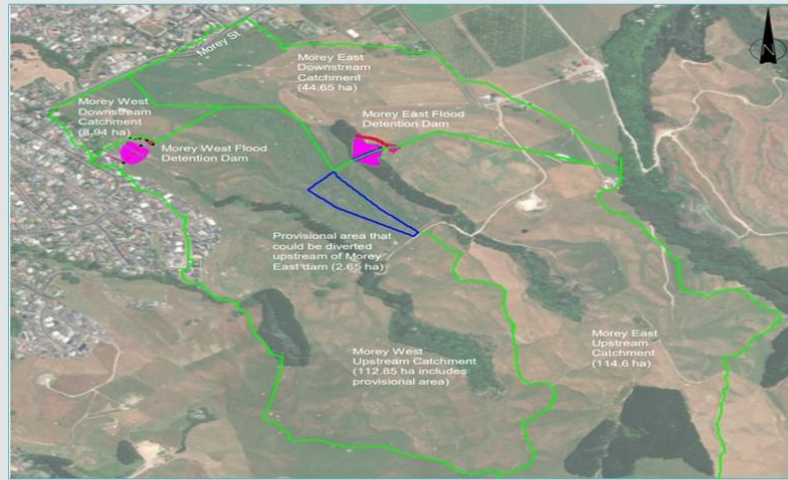 Morey St
N
Morey East
Downstream
Catchment
(44.65 ha)
Morey West
Downstream
Catchment
(8.94 ha)
Morey East Flood
Detention Dam
Morey West Flood
Detention Dam
Provisional area that
could be diverted
upstream of Morey
East dam (2.65 ha)
Morey West
Upstream Catchment
(112.85 ha includes
provisional area)
Morey East
Upstream
Catchment
(114.6 ha)